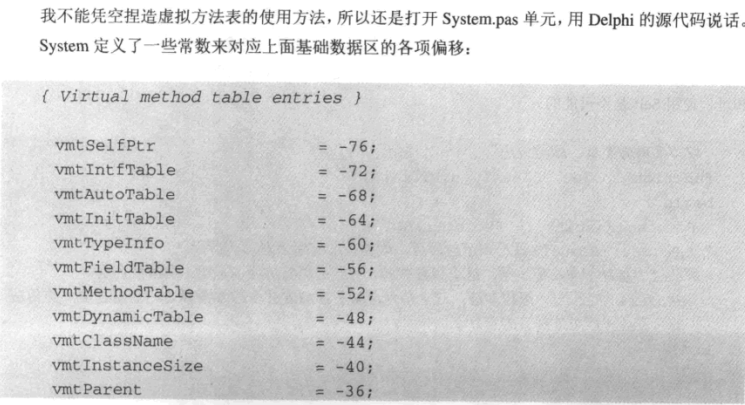 我不能凭空捏造虚拟方法表的使用方法，所以还是打开 System.pas 单元，用 Delphi 的源代码说话。
System 定义了一些常数来对应上面基础数据区的各项偏移：
{ Virtual method table entries }
vmtSelfPtr = -76;
vmtIntfTable = -72;
vmtAutoTable = -68;
vmtInitTable = -64;
vmtTypeInfo = -60;
vmtFieldTable = -56;
vmtMethodTable = -52;
vmtDynamicTable = -48;
vmtClassName = -44;
vmtInstanceSize = -40;
vmtParent = -36;